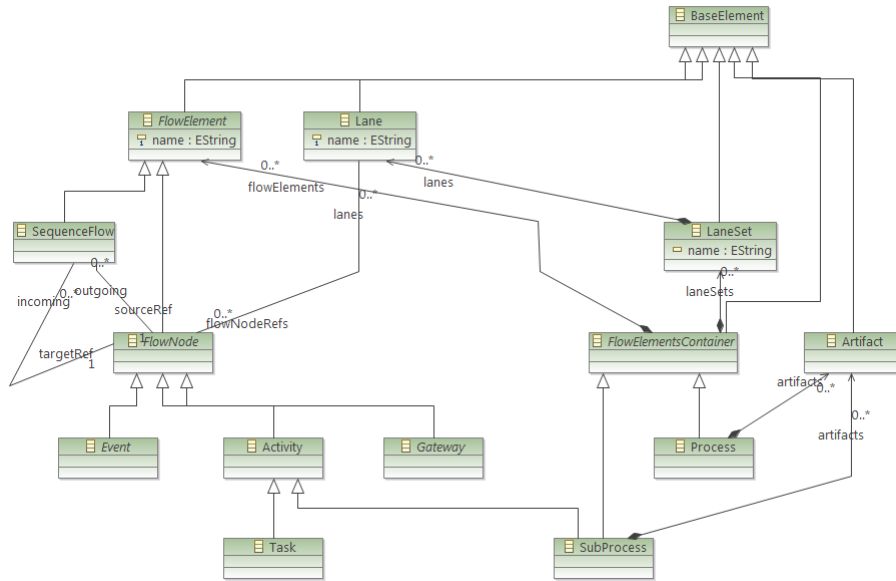 BaseElement
FlowElement
name : EString
Lane
name : EString
0..*
flowElements
0..*
lanes
0..*
lanes
SequenceFlow
LaneSet
name : EString
0..*
laneSets
0..*
outgoing
incoming
0..*
sourceRef
0..*
flowNodeRefs
1
FlowNode
targetRef
1
FlowElementsContainer
Artifact
artifacts
0..*
0..*
artifacts
Event
Activity
Gateway
Process
Task
SubProcess